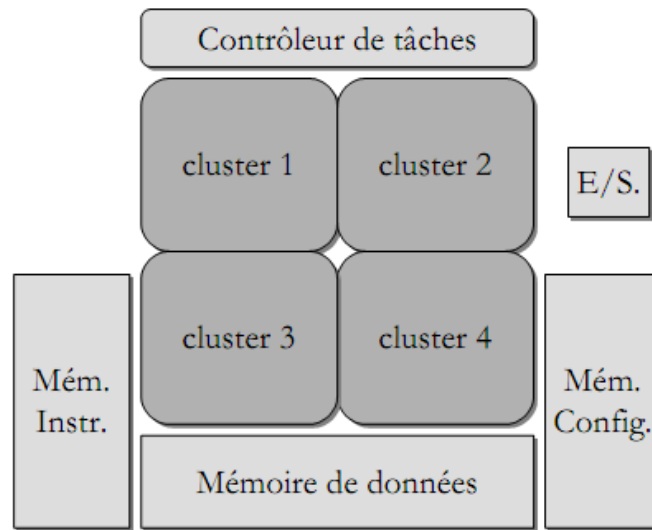 Contrôleur de tâches
cluster 1
cluster 2
E/S.
cluster 3
cluster 4
Mém.
Instr.
Mém.
Config.
Mémoire de données